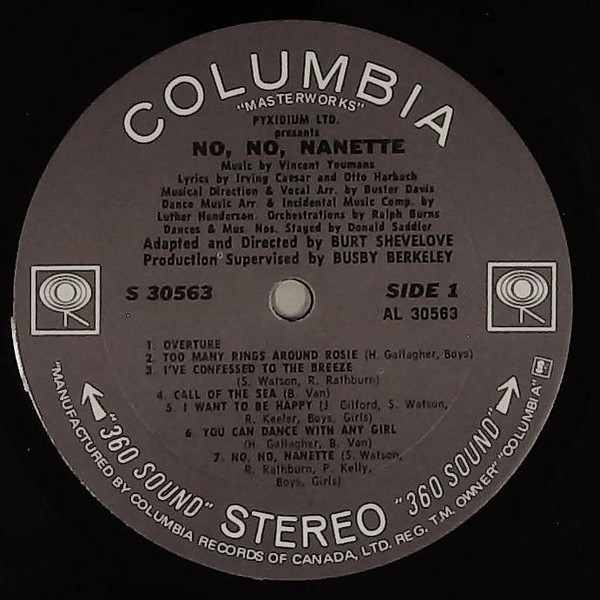 COLUMBIA
"MASTERWORKS"
PYXIDIUM LTD.
presents
NO, NO, NANETTE
Music by Vincent Youmans
Lyrics by Irving Caesar and Otto Harbach
Musical Direction & Vocal Arr. by Buster Davis
Dance Music Arr & Incidental Music Comp. by
Luther Henderson. Orchestrations by Ralph Burns
Dances & Mus. Nos. Staged by Donald Saddler
Adapted and Directed by BURT SHEVELOVE
Production Supervised by BUSBY BERKELEY
S 30563
SIDE 1
AL 30563
1. OVERTURE
2. TOO MANY RINGS AROUND ROSIE (H. Gallagher, Boys)
3. I'VE CONFESSED TO THE BREEZE
(S. Watson, R. Rathburn)
4. CALL OF THE SEA (B. Van)
5. I WANT TO BE HAPPY (J. Gilford, S. Watson,
R. Keeler, Boys, Girls)
6. YOU CAN DANCE WITH ANY GIRL
(H. Gallagher, B. Van)
7. NO, NO, NANETTE (S. Watson,
R. Rathburn, P. Kelly,
Boys, Girls)
"360 SOUND" STEREO "360 SOUND"
"MANUFACTURED BY COLUMBIA RECORDS OF CANADA, LTD. REG. T.M. OWNER" "COLUMBIA"